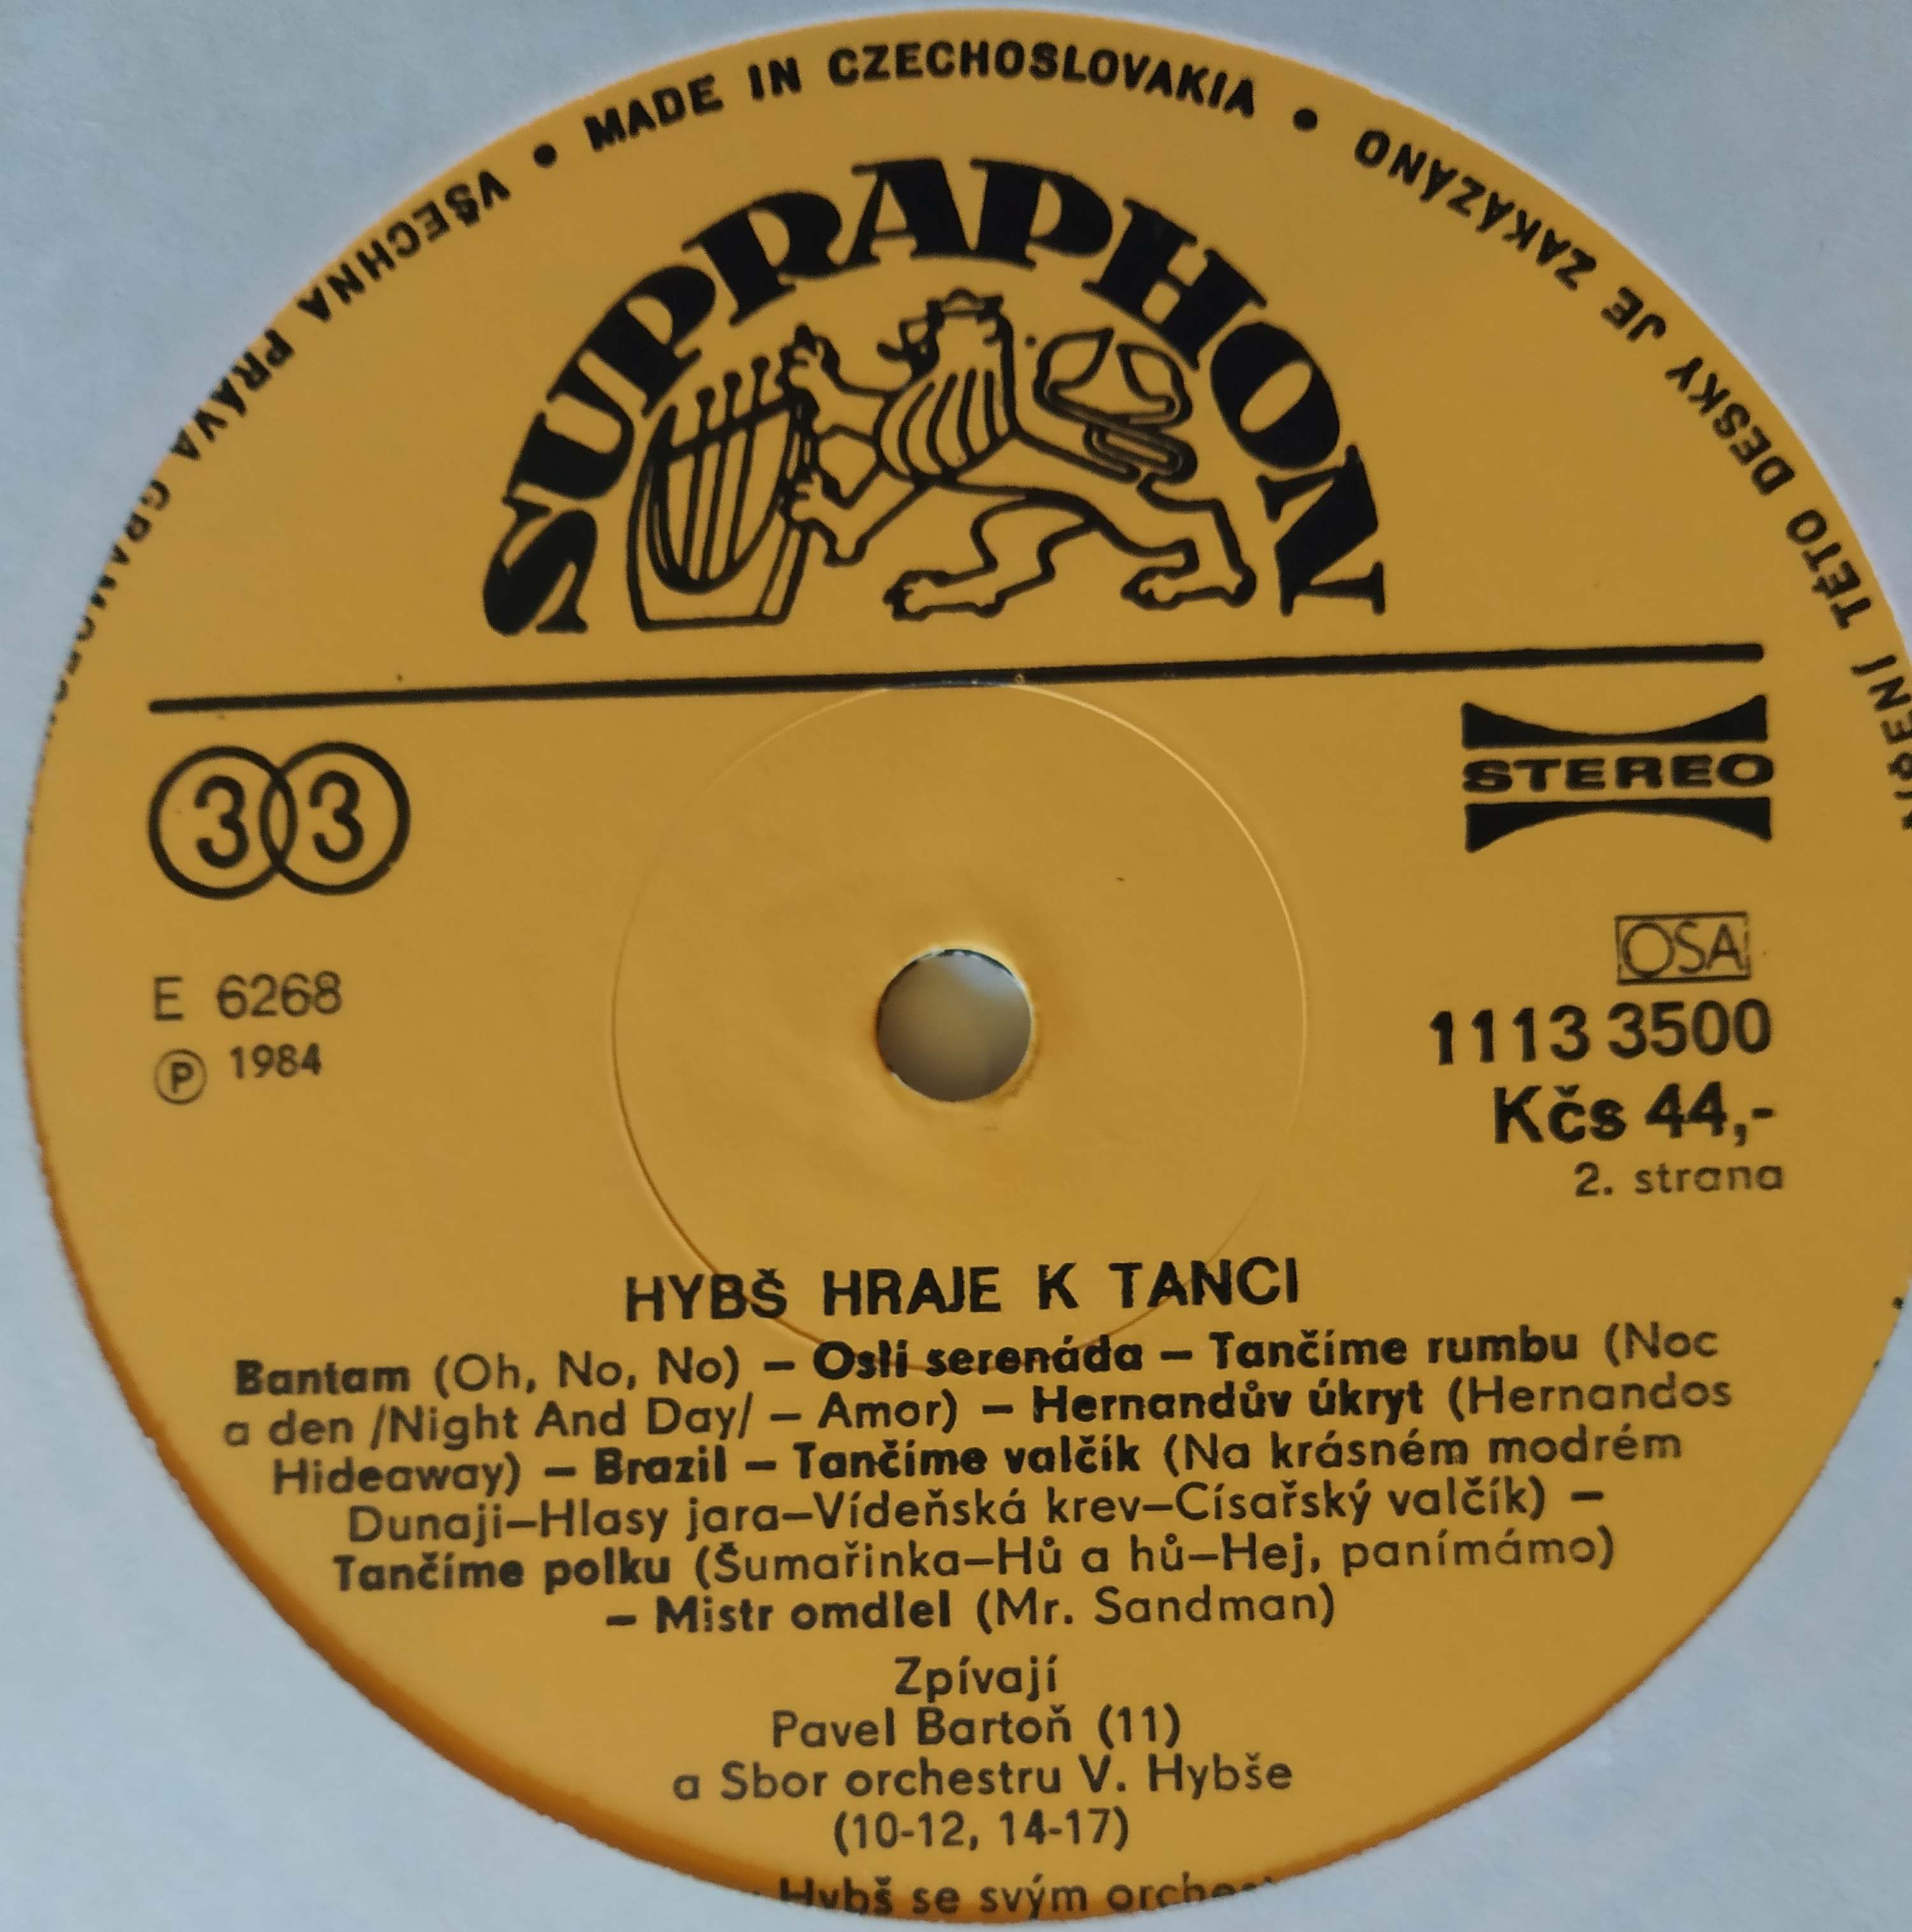 VŠECHNA PRÁVA • MADE IN CZECHOSLOVAKIA • TÉTO DESKY JE ZAKÁZÁNO
SUPRAPHON
33
STEREO
E 6268
℗ 1984
OSA
1113 3500
Kčs 44,-
2. strana
HYBŠ HRAJE K TANCI
Bantam (Oh, No, No) – Oslí serenáda – Tančíme rumbu (Noc
a den /Night And Day/ – Amor) – Hernandův úkryt (Hernandos
Hideaway) – Brazil – Tančíme valčík (Na krásném modrém
Dunaji–Hlasy jara–Vídeňská krev–Císařský valčík) –
Tančíme polku (Šumařinka–Hů a hů–Hej, panímámo)
– Mistr omdlel (Mr. Sandman)
Zpívají
Pavel Bartoň (11)
a Sbor orchestru V. Hybše
(10-12, 14-17)
Hybš se svým